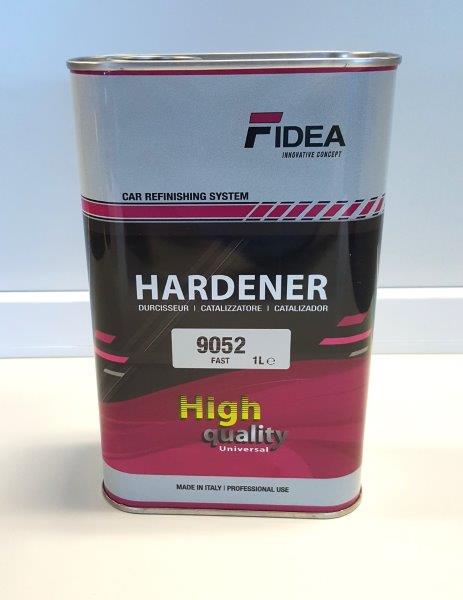 FIDEA
INNOVATIVE CONCEPT
CAR REFINISHING SYSTEM
HARDENER
DURCISSEUR | CATALIZZATORE | CATALIZADOR
9052
FAST 1L ℮
High
quality
Universal
MADE IN ITALY | PROFESSIONAL USE